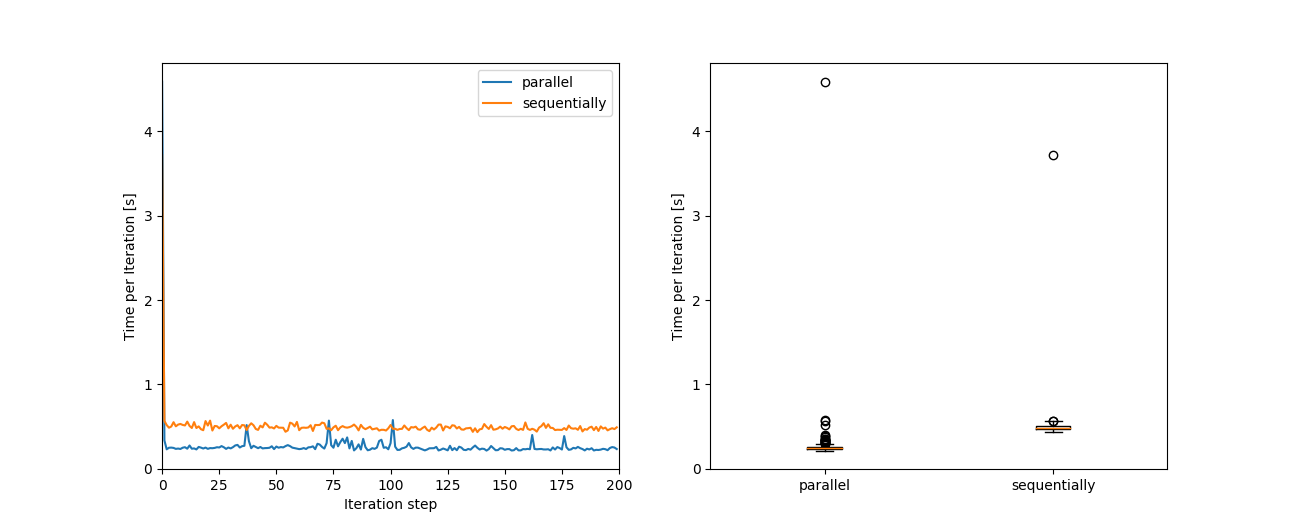 parallel
sequentially
4
3
2
1
0
Time per Iteration [s]
0 25 50 75 100 125 150 175 200
Iteration step
4
3
2
1
0
Time per Iteration [s]
parallel sequentially